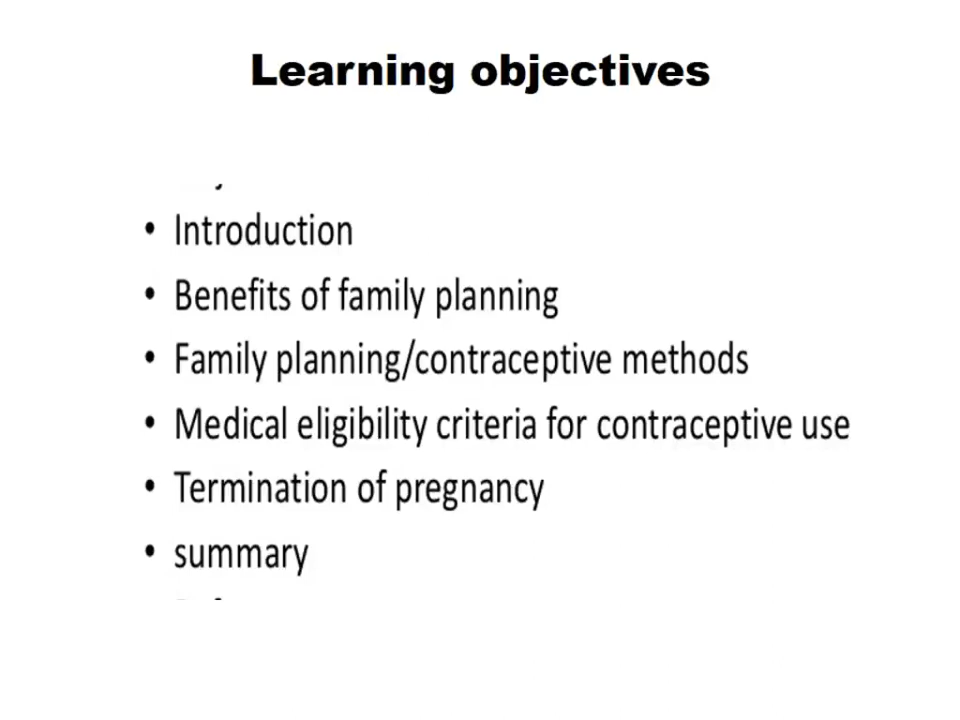 Learning objectives
• Introduction
• Benefits of family planning
• Family planning/contraceptive methods
• Medical eligibility criteria for contraceptive use
• Termination of pregnancy
• summary